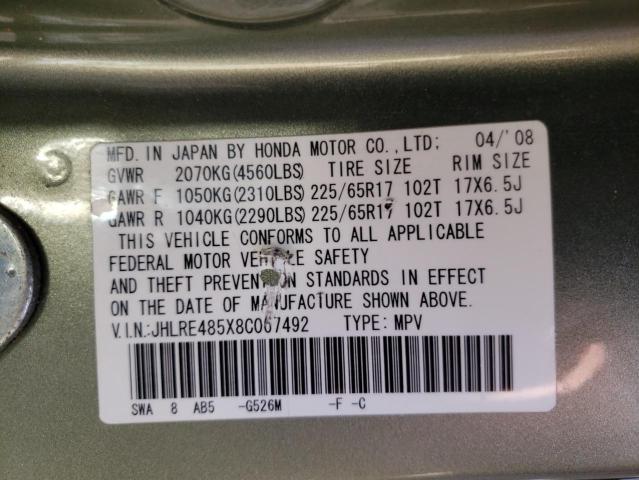 MFD. IN JAPAN BY HONDA MOTOR CO.,LTD; 04/'08
GVWR 2070KG(4560LBS) TIRE SIZE RIM SIZE
GAWR F 1050KG(2310LBS) 225/65R17 102T 17X6.5J
GAWR R 1040KG(2290LBS) 225/65R17 102T 17X6.5J
THIS VEHICLE CONFORMS TO ALL APPLICABLE
FEDERAL MOTOR VEHICLE SAFETY
AND THEFT PREVENTION STANDARDS IN EFFECT
ON THE DATE OF MANUFACTURE SHOWN ABOVE.
V.I.N.:JHLRE485X8C067492 TYPE: MPV
SWA 8 AB5 -G526M -F -C